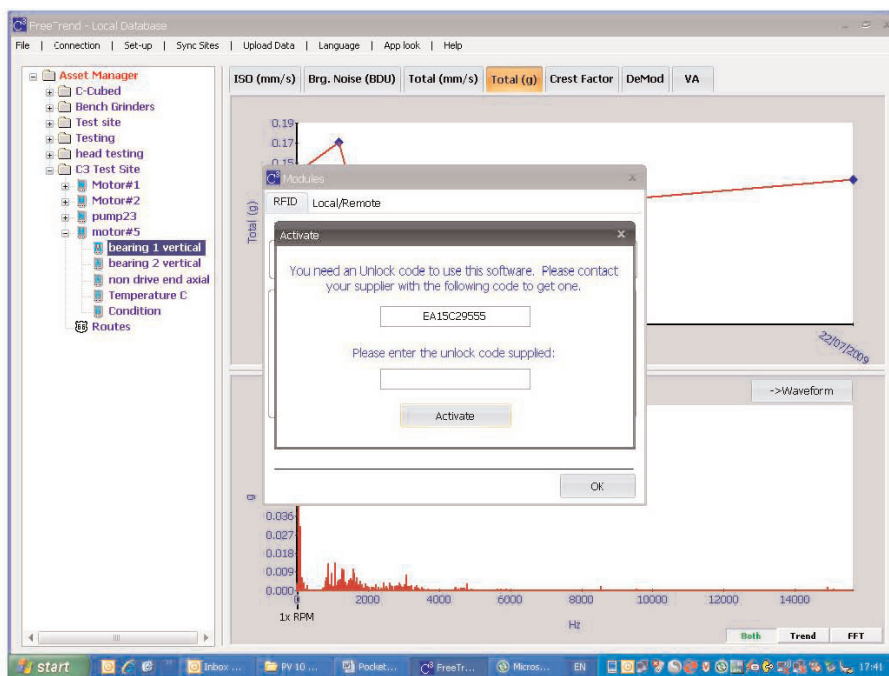 FreeTrend - Local Database
File | Connection | Set-up | Sync Sites | Upload Data | Language | App look | Help
Asset Manager
C-Cubed
Bench Grinders
Test site
Testing
head testing
C3 Test Site
Motor#1
Motor#2
pump23
motor#5
bearing 1 vertical
bearing 2 vertical
non drive end axial
Temperature C
Condition
Routes
ISO (mm/s) Brg. Noise (BDU) Total (mm/s) Total (g) Crest Factor DeMod VA
0.19
0.17
0.15
Total (g)
22/07/2009
Modules
RFID Local/Remote
Activate
You need an Unlock code to use this software. Please contact
your supplier with the following code to get one.
EA15C29555
Please enter the unlock code supplied:
Activate
OK
->Waveform
g
0.036
0.027
0.018
0.009
0.000
0 2000 4000 6000 8000 10000 12000 14000
1x RPM
Hz
Both Trend FFT
start Inbox ... PV 10 ... Pocket... C³ FreeTr... Micros... EN 17:41